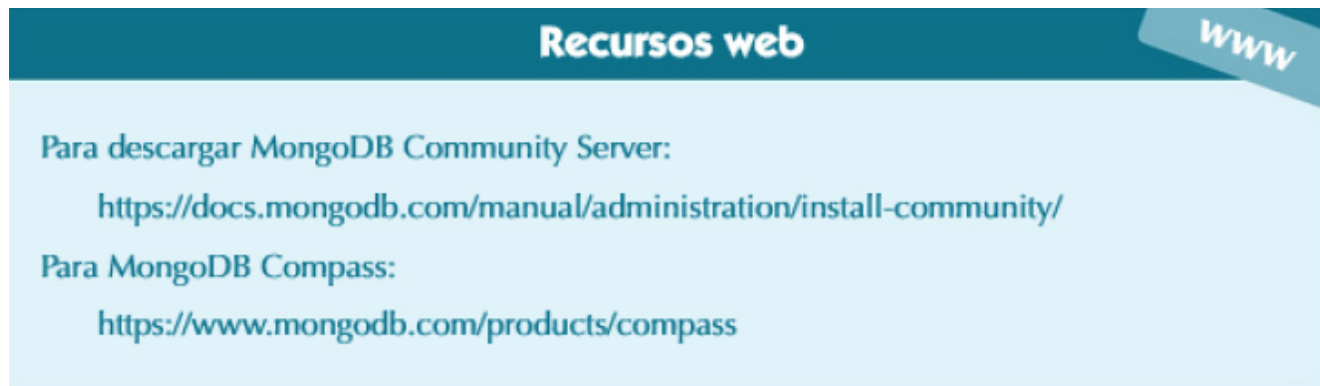 Recursos web
www
Para descargar MongoDB Community Server:
https://docs.mongodb.com/manual/administration/install-community/
Para MongoDB Compass:
https://www.mongodb.com/products/compass